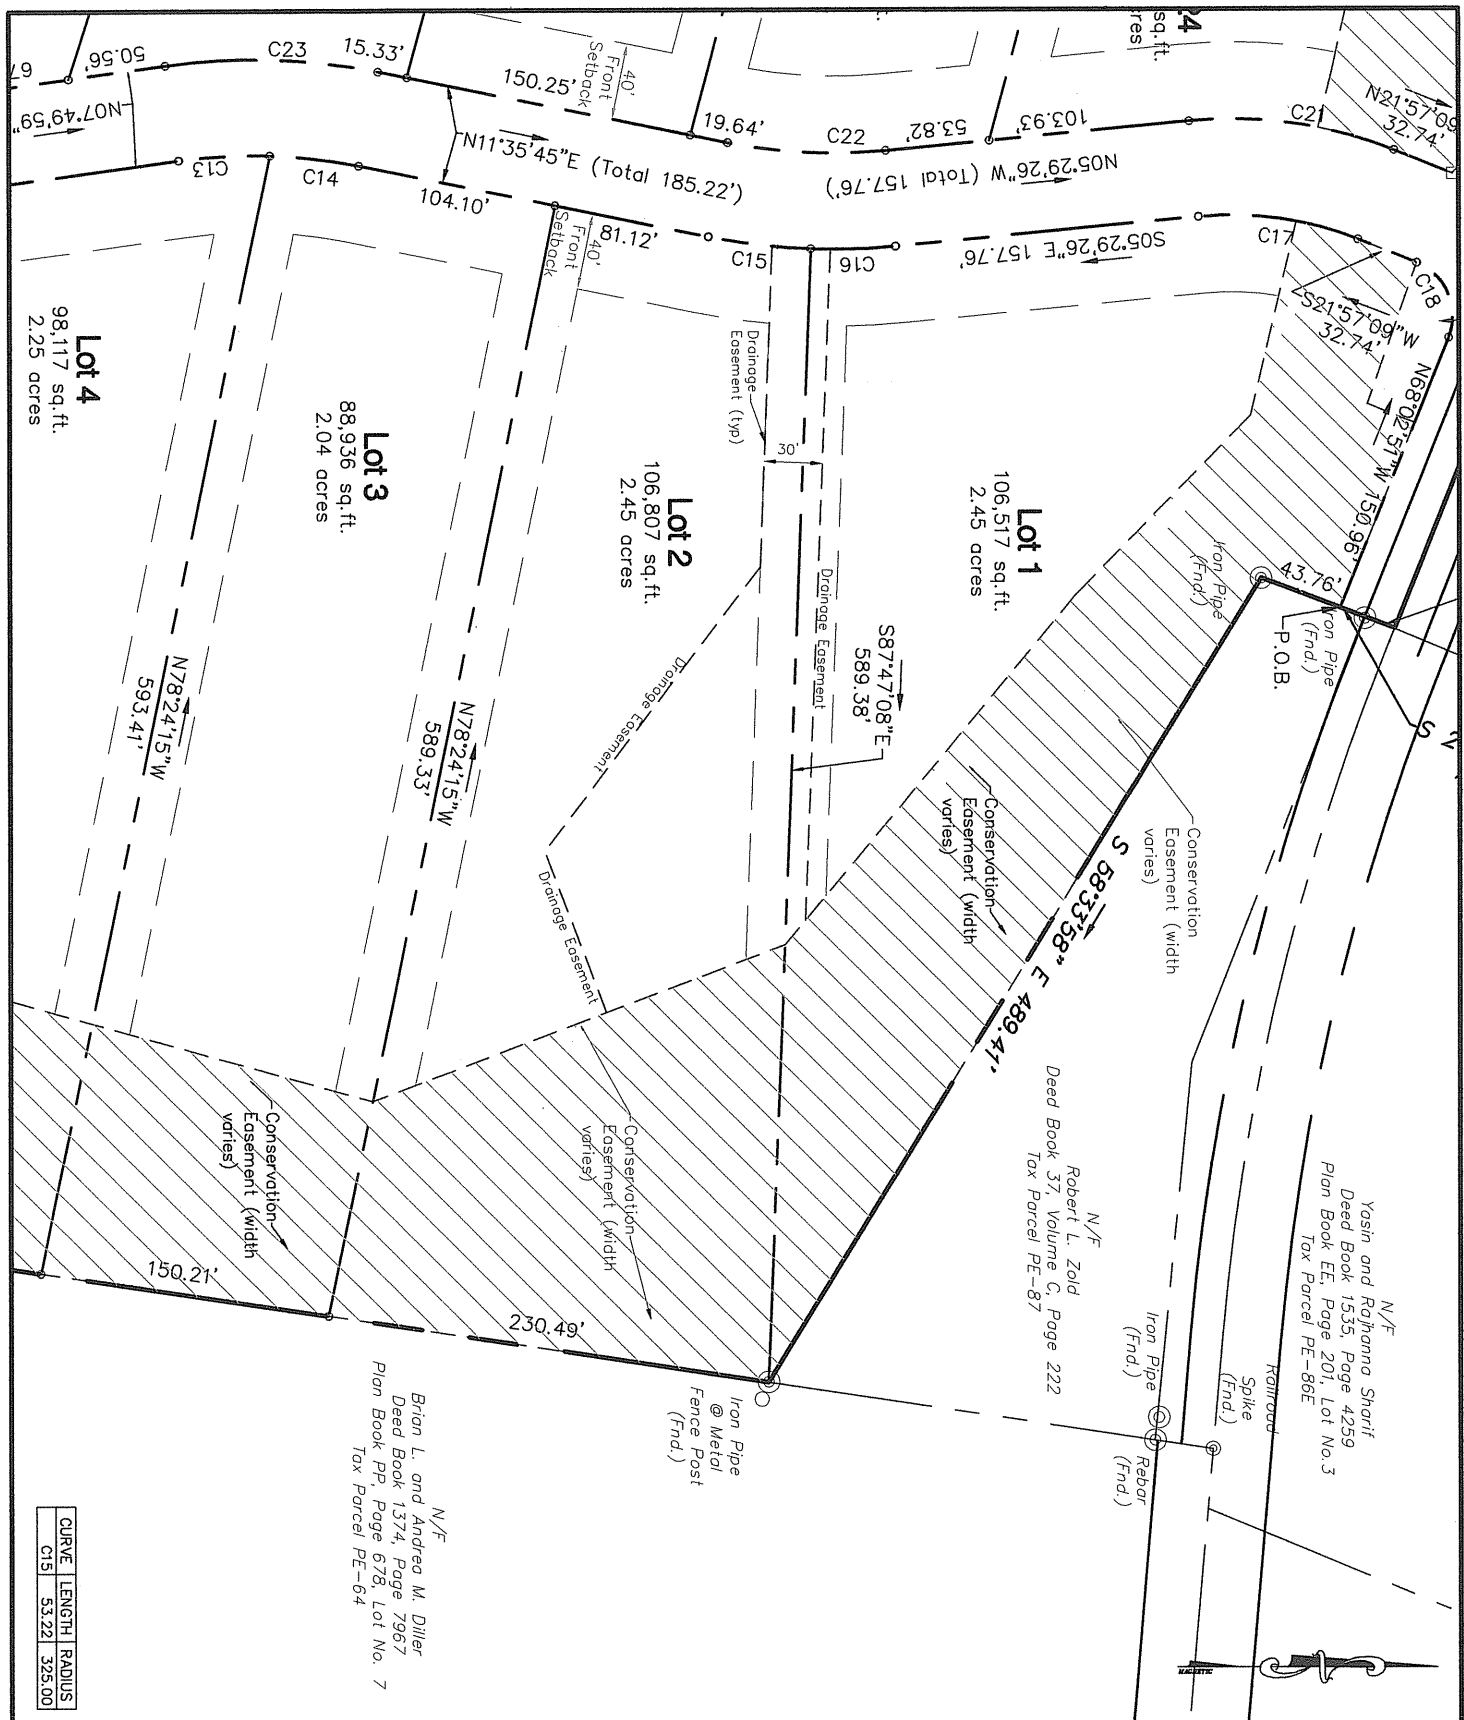 24
sq.ft.
cres
50.56'
C23
15.33'
150.25'
40'
Front
Setback
19.64'
C22
53.82'
103.93'
C21
N21°57'09
32.74'
67
N07°49'59"
N11°35'45"E (Total 185.22')
N05°29'26"W (Total 157.76')
C13
C14
104.10'
81.12'
40'
Front
Setback
C15
C16
S05°29'26"E 157.76'
C17
C18
S21°57'09"W
32.74'
N68°02'51"W 150.96'
43.76'
Iron Pipe
(Fnd.)
P.O.B.
Iron Pipe
(Fnd.)
S 2
Lot 4
98,117 sq.ft.
2.25 acres
Lot 3
88,936 sq.ft.
2.04 acres
Lot 2
106,807 sq.ft.
2.45 acres
Lot 1
106,517 sq.ft.
2.45 acres
Drainage
Easement (typ)
30'
Drainage Easement
Drainage Easement
Drainage Easement
S87°47'08"E
589.38'
N78°24'15"W
593.41'
N78°24'15"W
589.33'
Conservation
Easement (width
varies)
Conservation
Easement (width
varies)
S 58°33'58" E 489.41'
Conservation
Easement (width
varies)
Conservation
Easement (width
varies)
150.21'
230.49'
N/F
Robert L. Zold
Deed Book 37, Volume C, Page 222
Tax Parcel PE-87
N/F
Yasin and Rajhanna Sharif
Deed Book 1535, Page 4259
Plan Book EE, Page 201, Lot No.3
Tax Parcel PE-86E
Iron Pipe
(Fnd.)
Railroad
Spike
(Fnd.)
Rebar
(Fnd.)
Iron Pipe
@ Metal
Fence Post
(Fnd.)
N/F
Brian L. and Andrea M. Diller
Deed Book 1374, Page 7967
Plan Book PP, Page 678, Lot No. 7
Tax Parcel PE-64
MAGNETIC
CURVE LENGTH RADIUS
C15 53.22 325.00